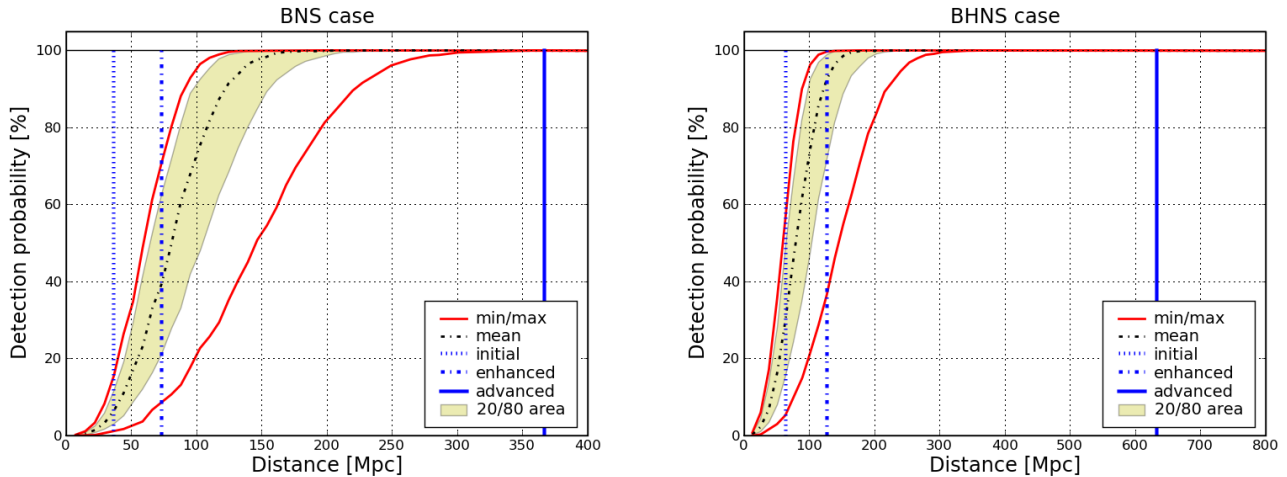 BNS case
Detection probability [%]
100
80
60
40
20
0
0 50 100 150 200 250 300 350 400
Distance [Mpc]
min/max
mean
initial
enhanced
advanced
20/80 area
BHNS case
Detection probability [%]
100
80
60
40
20
0
0 100 200 300 400 500 600 700 800
Distance [Mpc]
min/max
mean
initial
enhanced
advanced
20/80 area